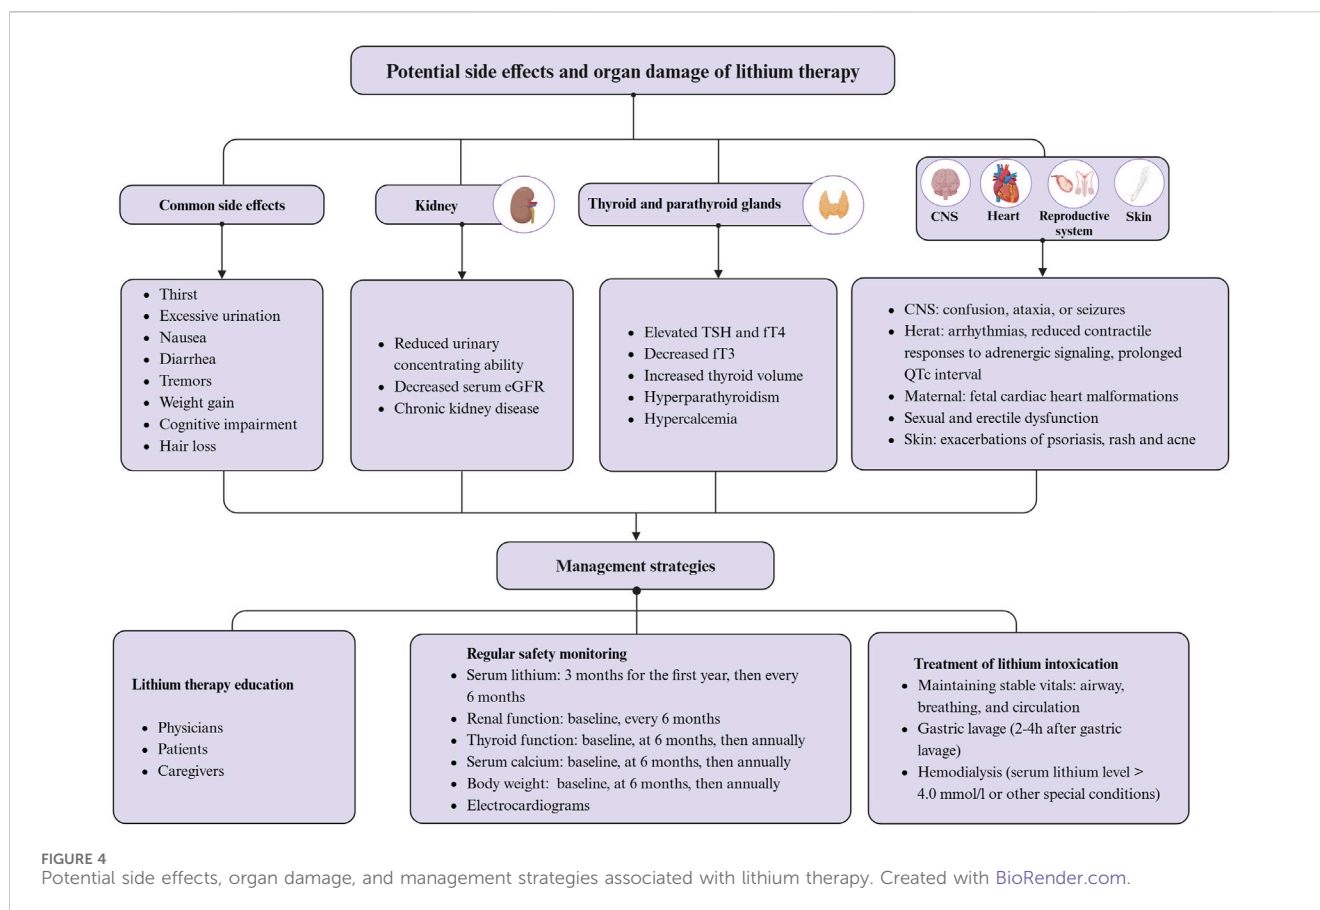 Potential side effects and organ damage of lithium therapy
Common side effects
Kidney
Thyroid and parathyroid glands
CNS
Heart
Reproductive
system
Skin
Thirst
Excessive urination
Nausea
Diarrhea
Tremors
Weight gain
Cognitive impairment
Hair loss
Reduced urinary
concentrating ability
Decreased serum eGFR
Chronic kidney disease
Elevated TSH and fT4
Decreased fT3
Increased thyroid volume
Hyperparathyroidism
Hypercalcemia
CNS: confusion, ataxia, or seizures
Herat: arrhythmias, reduced contractile
responses to adrenergic signaling, prolonged
QTc interval
Maternal: fetal cardiac heart malformations
Sexual and erectile dysfunction
Skin: exacerbations of psoriasis, rash and acne
Management strategies
Lithium therapy education
Physicians
Patients
Caregivers
Regular safety monitoring
Serum lithium: 3 months for the first year, then every
6 months
Renal function: baseline, every 6 months
Thyroid function: baseline, at 6 months, then annually
Serum calcium: baseline, at 6 months, then annually
Body weight: baseline, at 6 months, then annually
Electrocardiograms
Treatment of lithium intoxication
Maintaining stable vitals: airway,
breathing, and circulation
Gastric lavage (2-4h after gastric
lavage)
Hemodialysis (serum lithium level >
4.0 mmol/l or other special conditions)
FIGURE 4
Potential side effects, organ damage, and management strategies associated with lithium therapy. Created with BioRender.com.